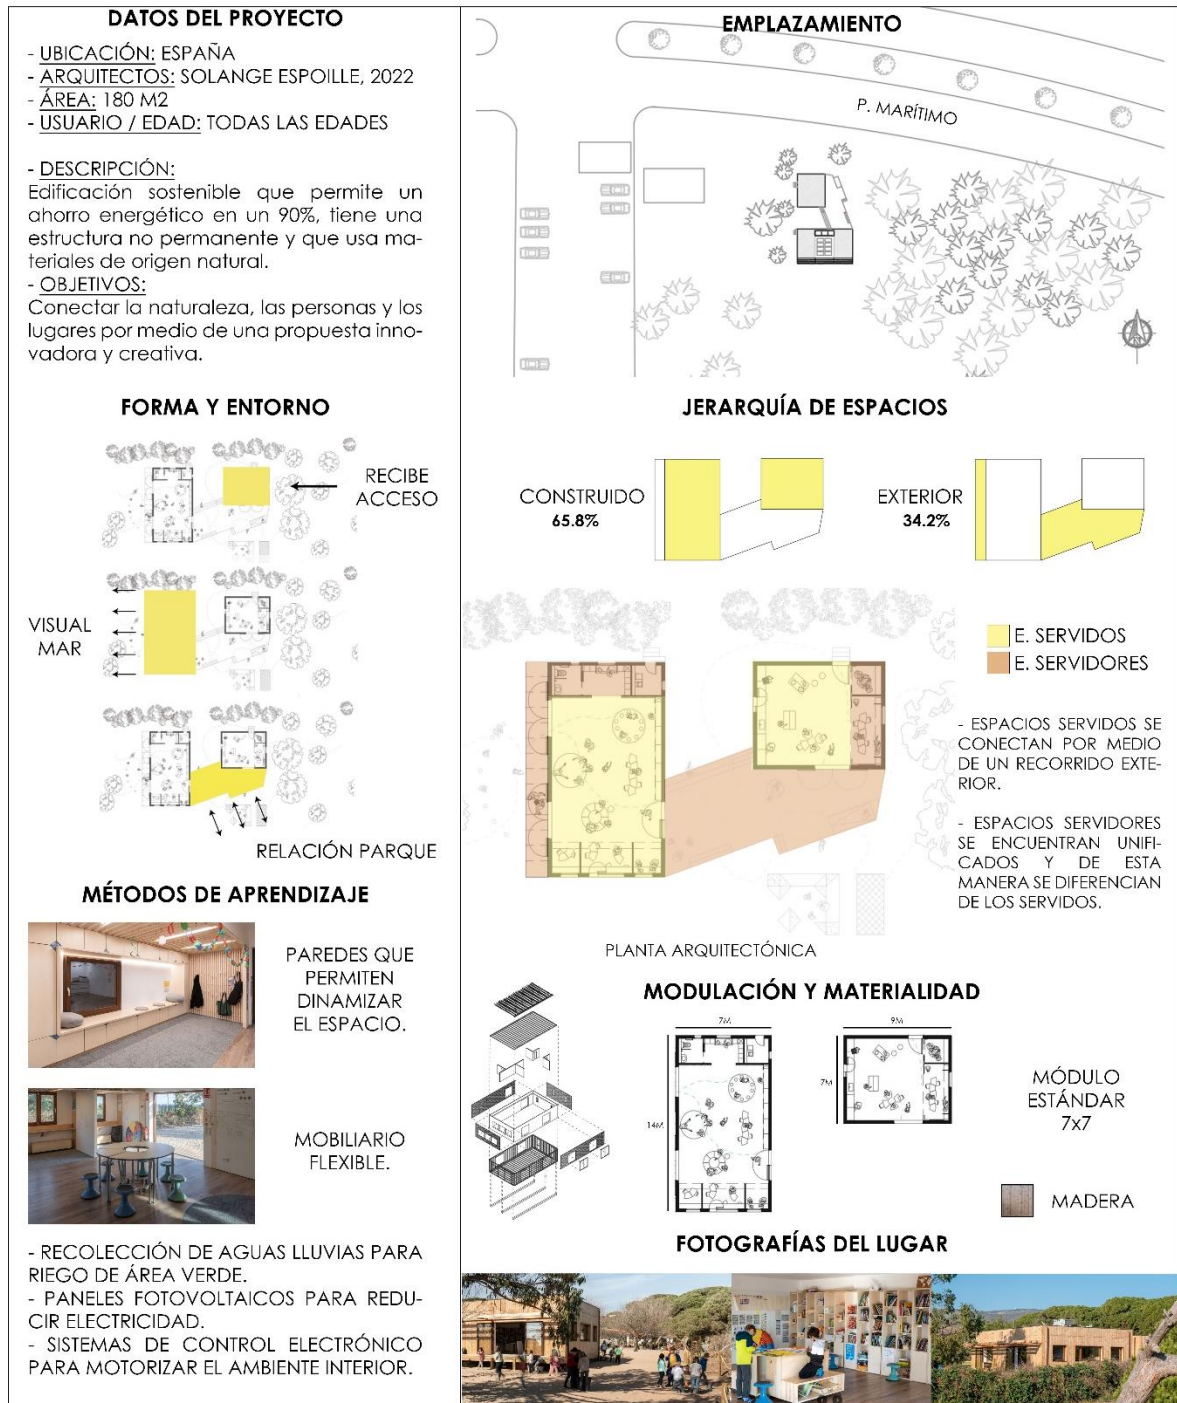 DATOS DEL PROYECTO
- UBICACIÓN: ESPAÑA
- ARQUITECTOS: SOLANGE ESPOILLE, 2022
- ÁREA: 180 M2
- USUARIO / EDAD: TODAS LAS EDADES
- DESCRIPCIÓN:
Edificación sostenible que permite un
ahorro energético en un 90%, tiene una
estructura no permanente y que usa ma-
teriales de origen natural.
- OBJETIVOS:
Conectar la naturaleza, las personas y los
lugares por medio de una propuesta inno-
vadora y creativa.
FORMA Y ENTORNO
RECIBE
ACCESO
VISUAL
MAR
RELACIÓN PARQUE
MÉTODOS DE APRENDIZAJE
PAREDES QUE
PERMITEN
DINAMIZAR
EL ESPACIO.
MOBILIARIO
FLEXIBLE.
- RECOLECCIÓN DE AGUAS LLUVIAS PARA
RIEGO DE ÁREA VERDE.
- PANELES FOTOVOLTAICOS PARA REDU-
CIR ELECTRICIDAD.
- SISTEMAS DE CONTROL ELECTRÓNICO
PARA MOTORIZAR EL AMBIENTE INTERIOR.
EMPLAZAMIENTO
P. MARÍTIMO
JERARQUÍA DE ESPACIOS
CONSTRUIDO
65.8%
EXTERIOR
34.2%
E. SERVIDOS
E. SERVIDORES
- ESPACIOS SERVIDOS SE
CONECTAN POR MEDIO
DE UN RECORRIDO EXTE-
RIOR.
- ESPACIOS SERVIDORES
SE ENCUENTRAN UNIFI-
CADOS Y DE ESTA
MANERA SE DIFERENCIAN
DE LOS SERVIDOS.
PLANTA ARQUITECTÓNICA
MODULACIÓN Y MATERIALIDAD
7M
14M
9M
7M
MÓDULO
ESTÁNDAR
7x7
MADERA
FOTOGRAFÍAS DEL LUGAR